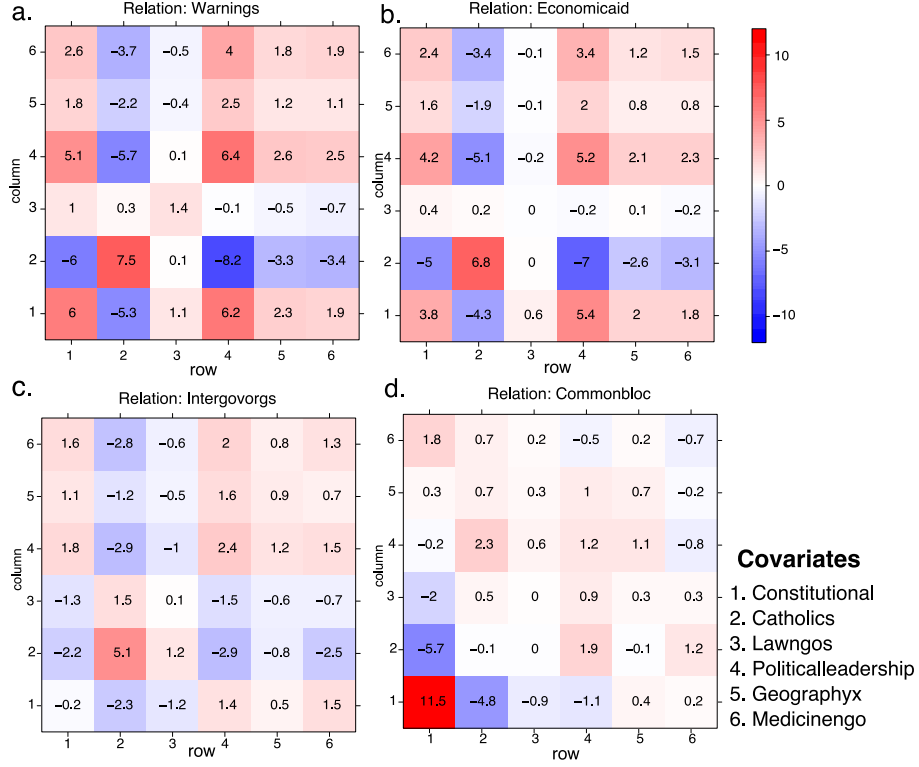 a.
Relation: Warnings
6 2.6 −3.7 −0.5 4 1.8 1.9
5 1.8 −2.2 −0.4 2.5 1.2 1.1
4 5.1 −5.7 0.1 6.4 2.6 2.5
3 1 0.3 1.4 −0.1 −0.5 −0.7
2 −6 7.5 0.1 −8.2 −3.3 −3.4
1 6 −5.3 1.1 6.2 2.3 1.9
1 2 3 4 5 6
column
row
b.
Relation: Economicaid
6 2.4 −3.4 −0.1 3.4 1.2 1.5
5 1.6 −1.9 −0.1 2 0.8 0.8
4 4.2 −5.1 −0.2 5.2 2.1 2.3
3 0.4 0.2 0 −0.2 0.1 −0.2
2 −5 6.8 0 −7 −2.6 −3.1
1 3.8 −4.3 0.6 5.4 2 1.8
1 2 3 4 5 6
column
row
10
5
0
−5
−10
c.
Relation: Intergovorgs
6 1.6 −2.8 −0.6 2 0.8 1.3
5 1.1 −1.2 −0.5 1.6 0.9 0.7
4 1.8 −2.9 −1 2.4 1.2 1.5
3 −1.3 1.5 0.1 −1.5 −0.6 −0.7
2 −2.2 5.1 1.2 −2.9 −0.8 −2.5
1 −0.2 −2.3 −1.2 1.4 0.5 1.5
1 2 3 4 5 6
column
row
d.
Relation: Commonbloc
6 1.8 0.7 0.2 −0.5 0.2 −0.7
5 0.3 0.7 0.3 1 0.7 −0.2
4 −0.2 2.3 0.6 1.2 1.1 −0.8
3 −2 0.5 0 0.9 0.3 0.3
2 −5.7 −0.1 0 1.9 −0.1 1.2
1 11.5 −4.8 −0.9 −1.1 0.4 0.2
1 2 3 4 5 6
column
row
Covariates
1. Constitutional
2. Catholics
3. Lawngos
4. Politicalleadership
5. Geographyx
6. Medicinengo